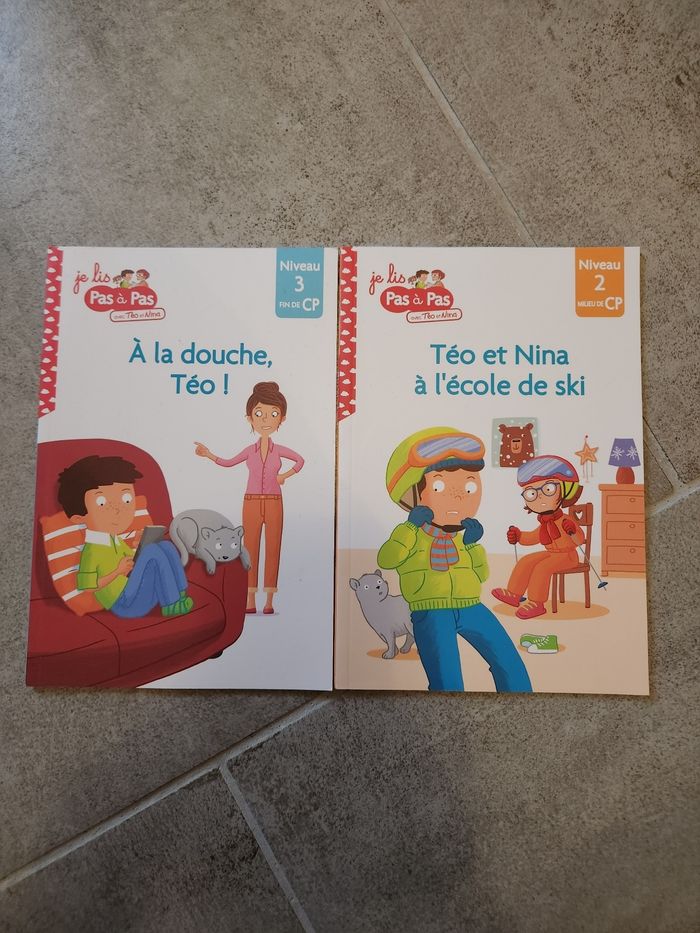 je lis
Pas à Pas
avec Téo et Nina
Niveau
3
FIN DE CP
À la douche,
Téo !
je lis
Pas à Pas
avec Téo et Nina
Niveau
2
MILIEU DE CP
Téo et Nina
à l'école de ski